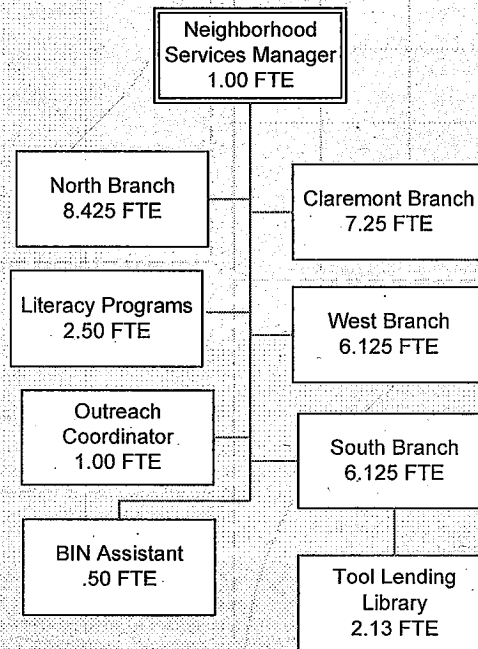 Neighborhood
Services Manager
1.00 FTE
North Branch
8.425 FTE
Claremont Branch
7.25 FTE
Literacy Programs
2.50 FTE
West Branch
6.125 FTE
Outreach
Coordinator
1.00 FTE
South Branch
6.125 FTE
BIN Assistant
.50 FTE
Tool Lending
Library
2.13 FTE